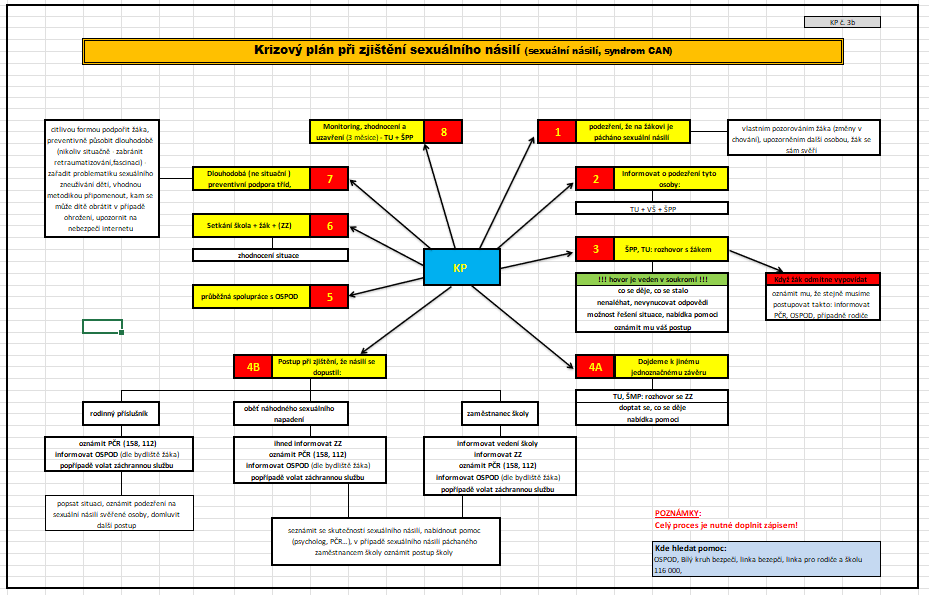 KP č. 3b
Krizový plán při zjištění sexuálního násilí (sexuální násilí, syndrom CAN)
citlivou formou podpořit žáka,
preventivně působit dlouhodobě
(nikoliv situačně - zabránit
retraumatizování,fascinaci) -
zařadit problematiku sexuálního
zneužívání dětí, vhodnou
metodikou připomenout, kam se
může dítě obrátit v případě
ohrožení, upozornit na
nebezpečí internetu
Monitoring, zhodnocení a
uzavření (3 měsíce) - TU + ŠPP
8
1
podezření, že na žákovi je
pácháno sexuální násilí
vlastním pozorováním žáka (změny v
chování), upozorněním další osobou, žák se
sám svěří
Dlouhodobá (ne situační )
preventivní podpora tříd,
7
2
Informovat o podezření tyto
osoby:
TU + VŠ + ŠPP
Setkání škola + žák + (ZZ)
6
zhodnocení situace
3
ŠPP, TU: rozhovor s žákem
!!! hovor je veden v soukromí !!!
co se děje, co se stalo
nenaléhat, nevynucovat odpovědi
možnost řešení situace, nabídka pomoci
oznámit mu váš postup
Když žák odmítne vypovídat
oznámit mu, že stejně musíme
postupovat takto: informovat
PČR, OSPOD, případně rodiče
KP
průběžná spolupráce s OSPOD
5
4B
Postup při zjištění, že násilí se
dopustil:
4A
Dojdeme k jinému
jednoznačnému závěru
TU, ŠMP: rozhovor se ZZ
doptat se, co se děje
nabídka pomoci
rodinný příslušník
oběť náhodného sexuálního
napadení
zaměstnanec školy
oznámit PČR (158, 112)
informovat OSPOD (dle bydliště žáka)
popřípadě volat záchrannou službu
ihned informovat ZZ
oznámit PČR (158, 112)
informovat OSPOD (dle bydliště žáka)
popřípadě volat záchrannou službu
informovat vedení školy
informovat ZZ
oznámit PČR (158, 112)
informovat OSPOD (dle bydliště žáka)
popřípadě volat záchrannou službu
popsat situaci, oznámit podezření na
sexuální násilí svěřené osoby, domluvit
další postup
seznámit se skutečností sexuálního násilí, nabídnout pomoc
(psycholog, PČR...), v případě sexuálního násilí páchaného
zaměstnancem školy oznámit postup školy
POZNÁMKY:
Celý proces je nutné doplnit zápisem!
Kde hledat pomoc:
OSPOD, Bílý kruh bezpečí, linka bezepčí, linka pro rodiče a školu
116 000,